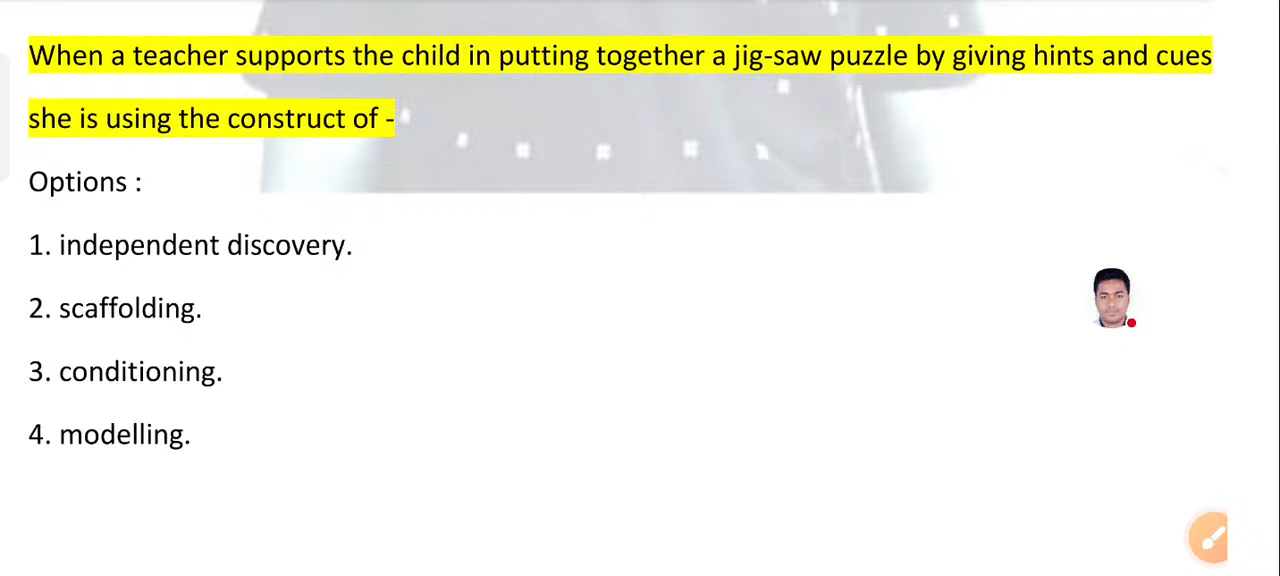 When a teacher supports the child in putting together a jig-saw puzzle by giving hints and cues
she is using the construct of -
Options :
1. independent discovery.
2. scaffolding.
3. conditioning.
4. modelling.